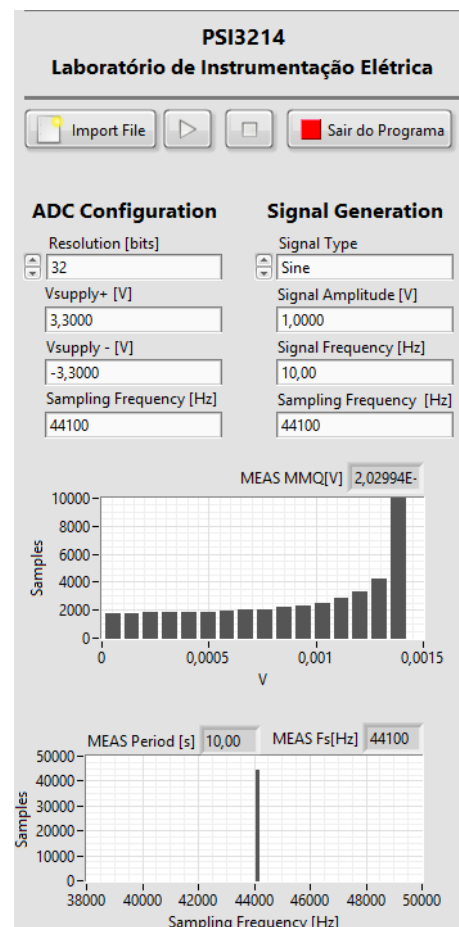 PSI3214
Laboratório de Instrumentação Elétrica
Import File Sair do Programa
ADC Configuration Signal Generation
Resolution [bits] Signal Type
32 Sine
Vsupply+ [V] Signal Amplitude [V]
3,3000 1,0000
Vsupply - [V] Signal Frequency [Hz]
-3,3000 10,00
Sampling Frequency [Hz] Sampling Frequency [Hz]
44100 44100
MEAS MMQ[V] 2,02994E-
10000
8000
6000
4000
2000
0
Samples
0 0,0005 0,001 0,0015
V
MEAS Period [s] 10,00 MEAS Fs[Hz] 44100
50000
40000
30000
20000
10000
0
Samples
38000 40000 42000 44000 46000 48000 50000
Sampling Frequency [Hz]